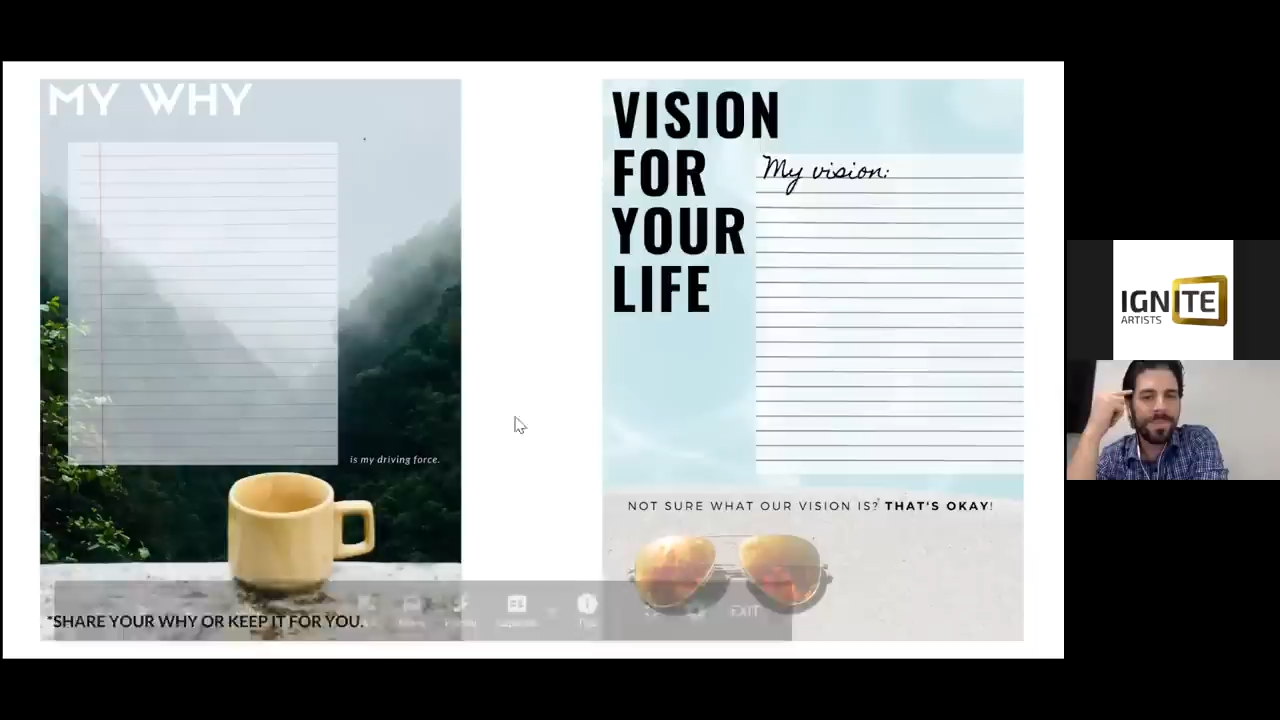 MY WHY
is my driving force.
*SHARE YOUR WHY OR KEEP IT FOR YOU.
VISION
FOR
YOUR
LIFE
My vision:
NOT SURE WHAT OUR VISION IS? THAT'S OKAY!
EXIT
IGNITE
ARTISTS